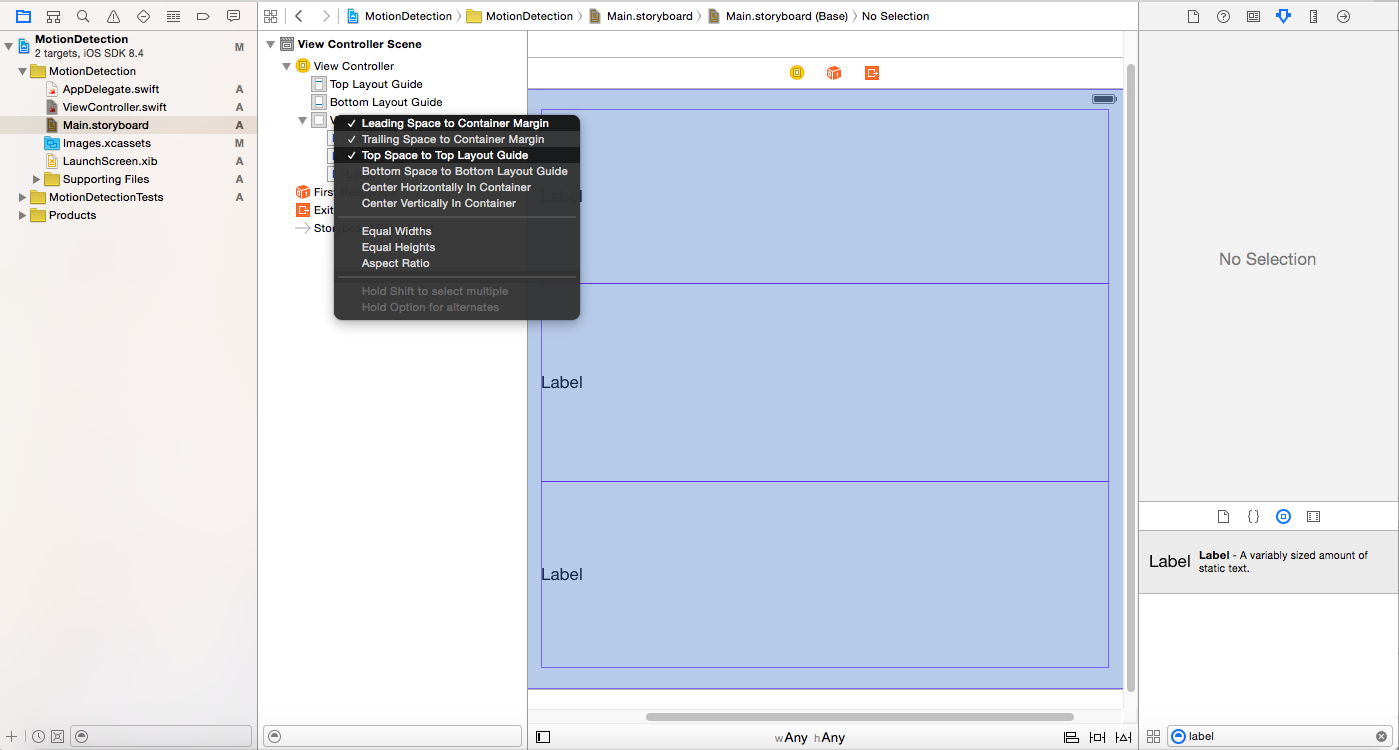 MotionDetection
MotionDetection
Main.storyboard
Main.storyboard (Base)
No Selection
MotionDetection
2 targets, iOS SDK 8.4
M
MotionDetection
AppDelegate.swift
A
ViewController.swift
A
Main.storyboard
A
Images.xcassets
M
LaunchScreen.xib
A
Supporting Files
A
MotionDetectionTests
A
Products
View Controller Scene
View Controller
Top Layout Guide
Bottom Layout Guide
V
Leading Space to Container Margin
Trailing Space to Container Margin
Top Space to Top Layout Guide
Bottom Space to Bottom Layout Guide
Center Horizontally In Container
Center Vertically In Container
Equal Widths
Equal Heights
Aspect Ratio
Hold Shift to select multiple
Hold Option for alternates
Exit
Label
Label
Label
No Selection
Label
Label - A variably sized amount of
static text.
wAny hAny
label